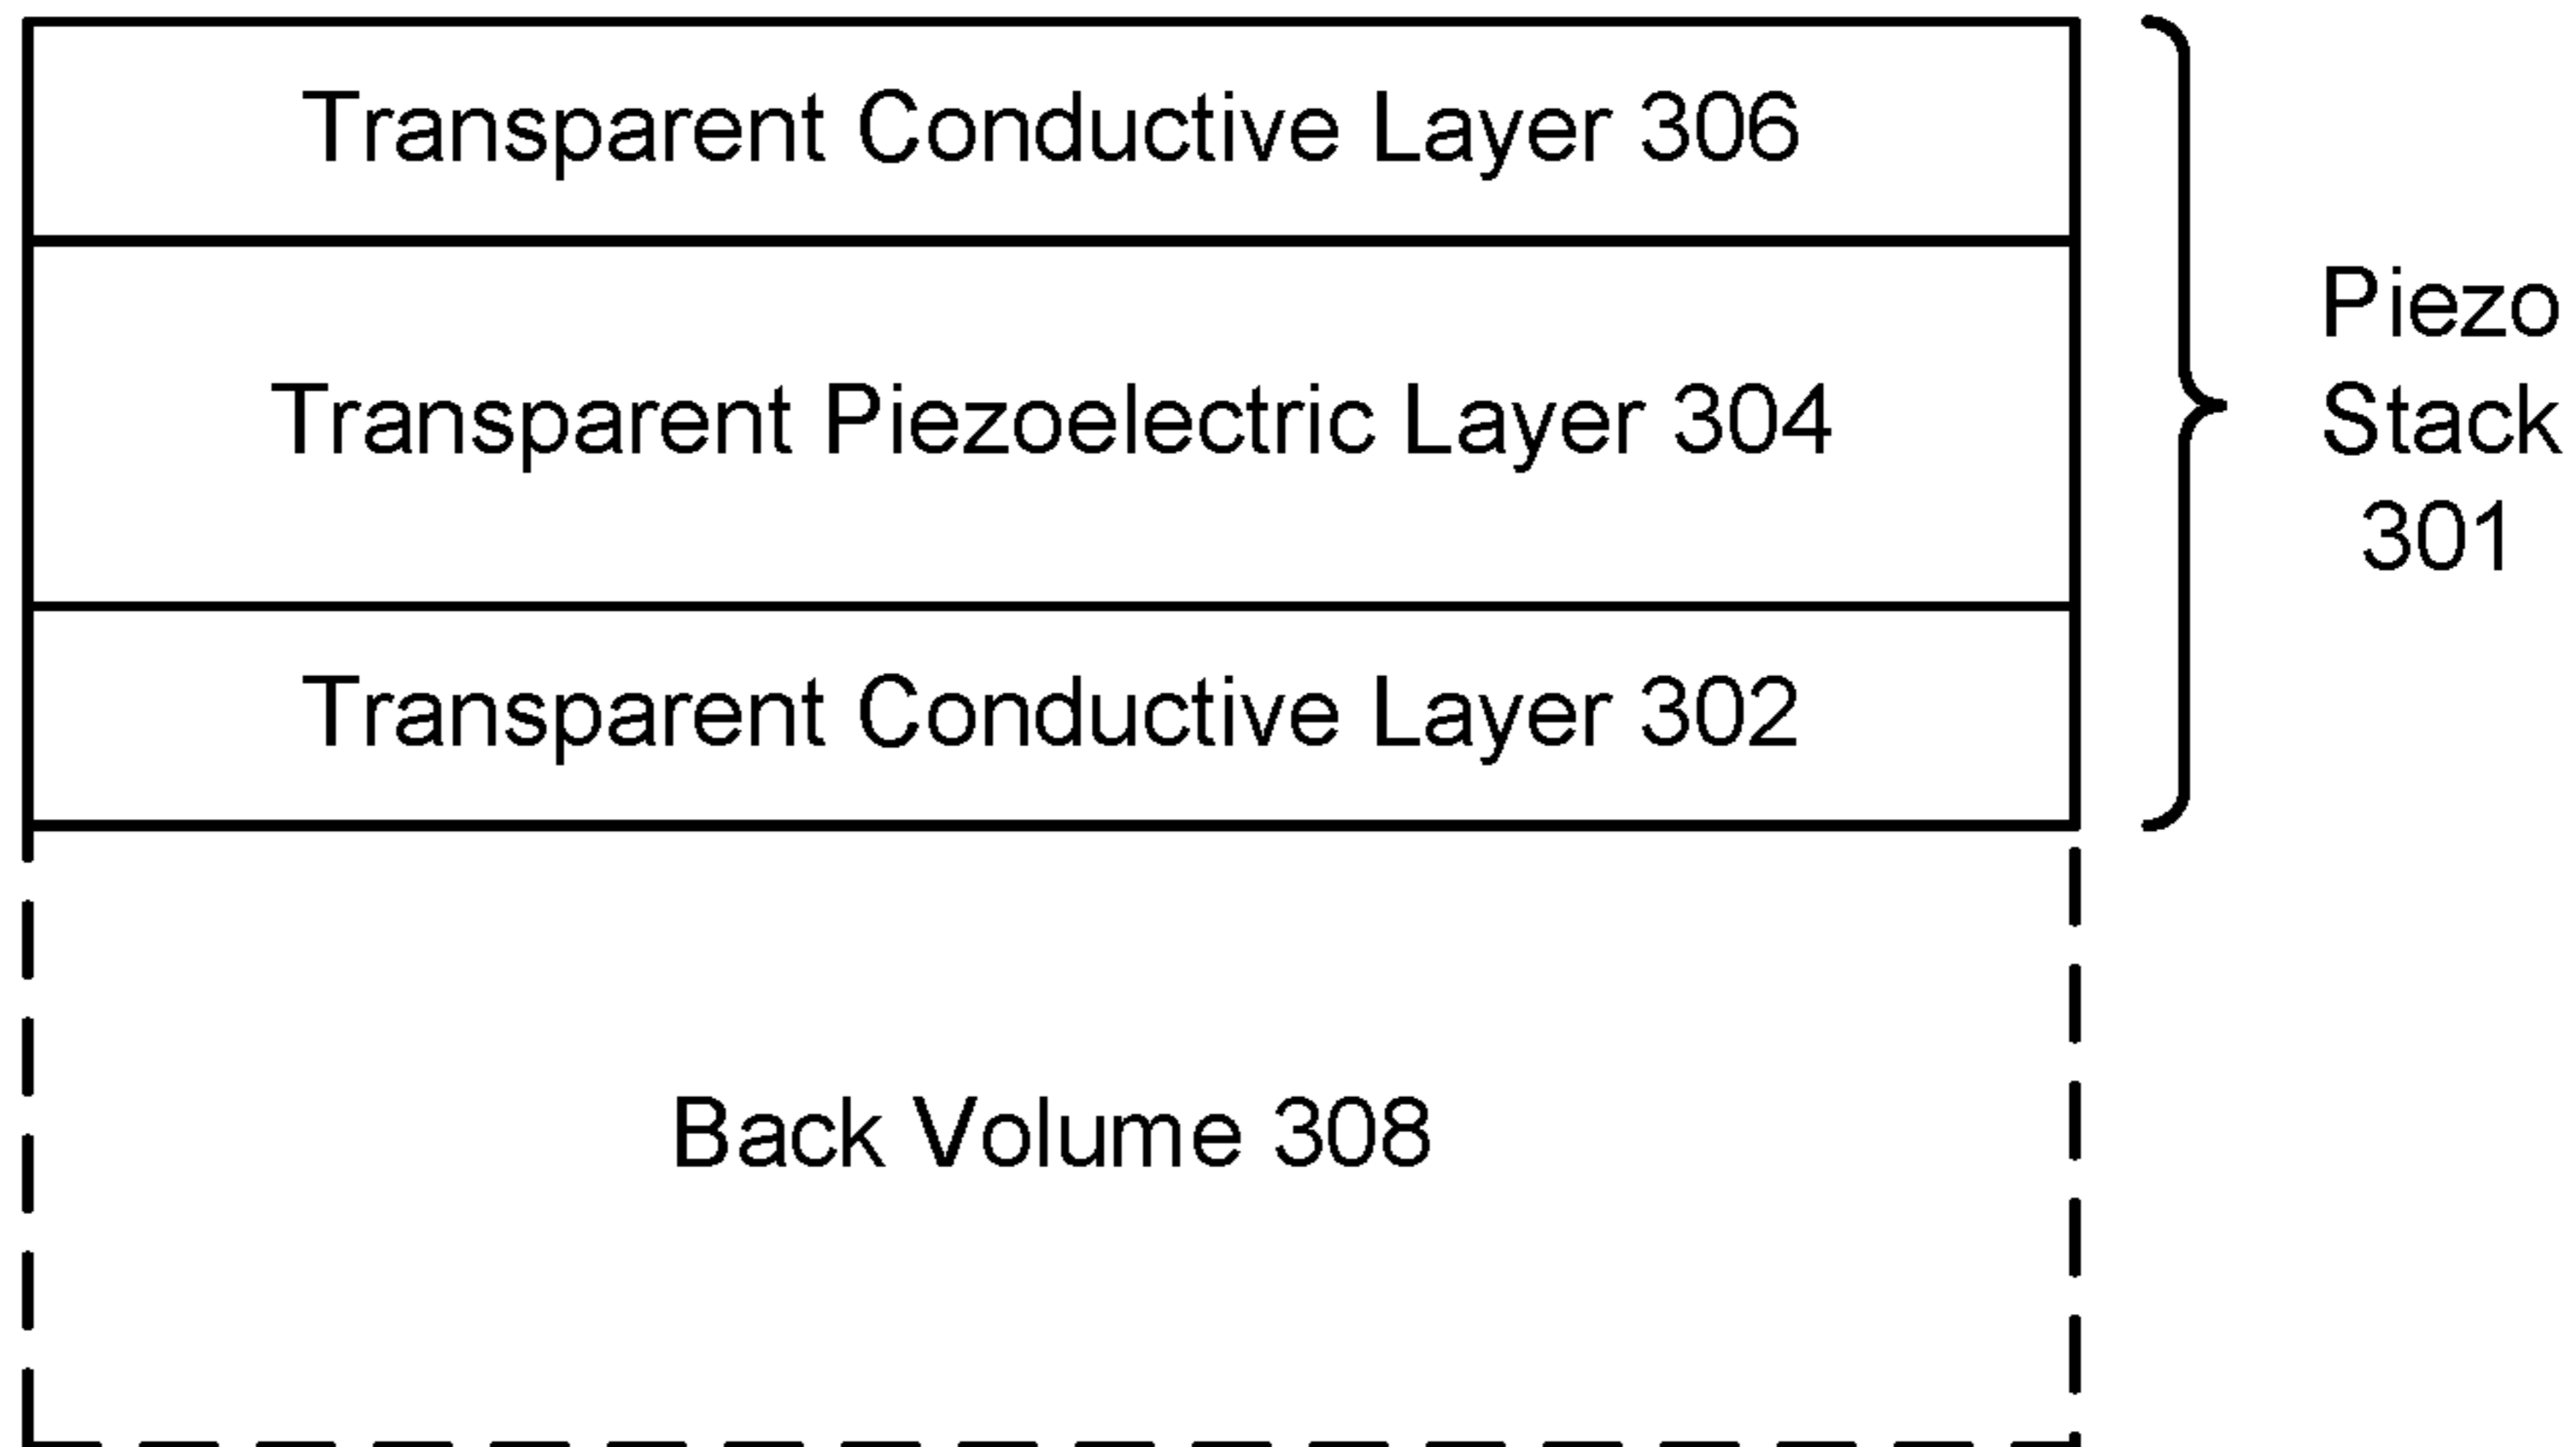 Transparent Conductive Layer 306
Transparent Piezoelectric Layer 304
Transparent Conductive Layer 302
Back Volume 308
Piezo
Stack
301